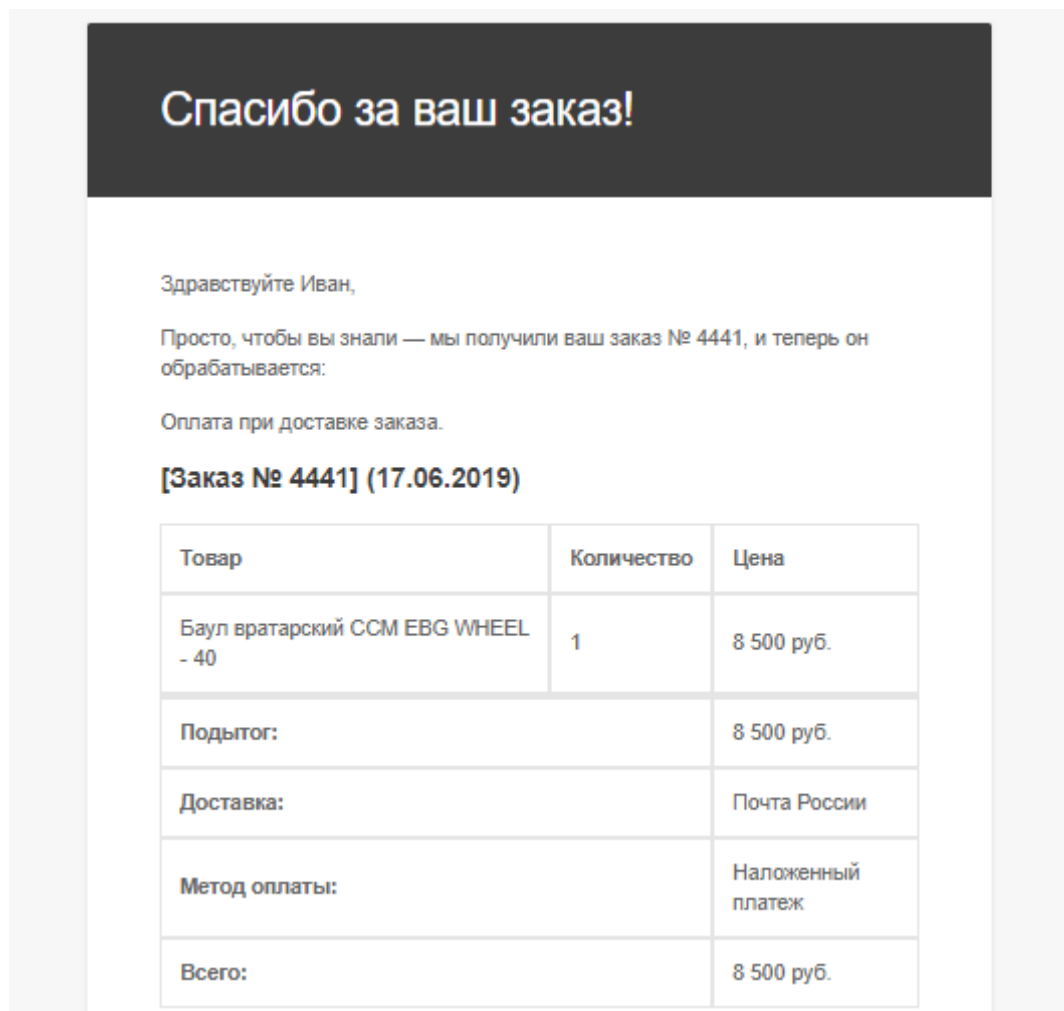 Спасибо за ваш заказ!
Здравствуйте Иван,
Просто, чтобы вы знали — мы получили ваш заказ № 4441, и теперь он
обрабатывается:
Оплата при доставке заказа.
[Заказ № 4441] (17.06.2019)
Товар Количество Цена
Баул вратарский CCM EBG WHEEL
- 40 1 8 500 руб.
Подытог: 8 500 руб.
Доставка: Почта России
Метод оплаты: Наложенный
платеж
Всего: 8 500 руб.